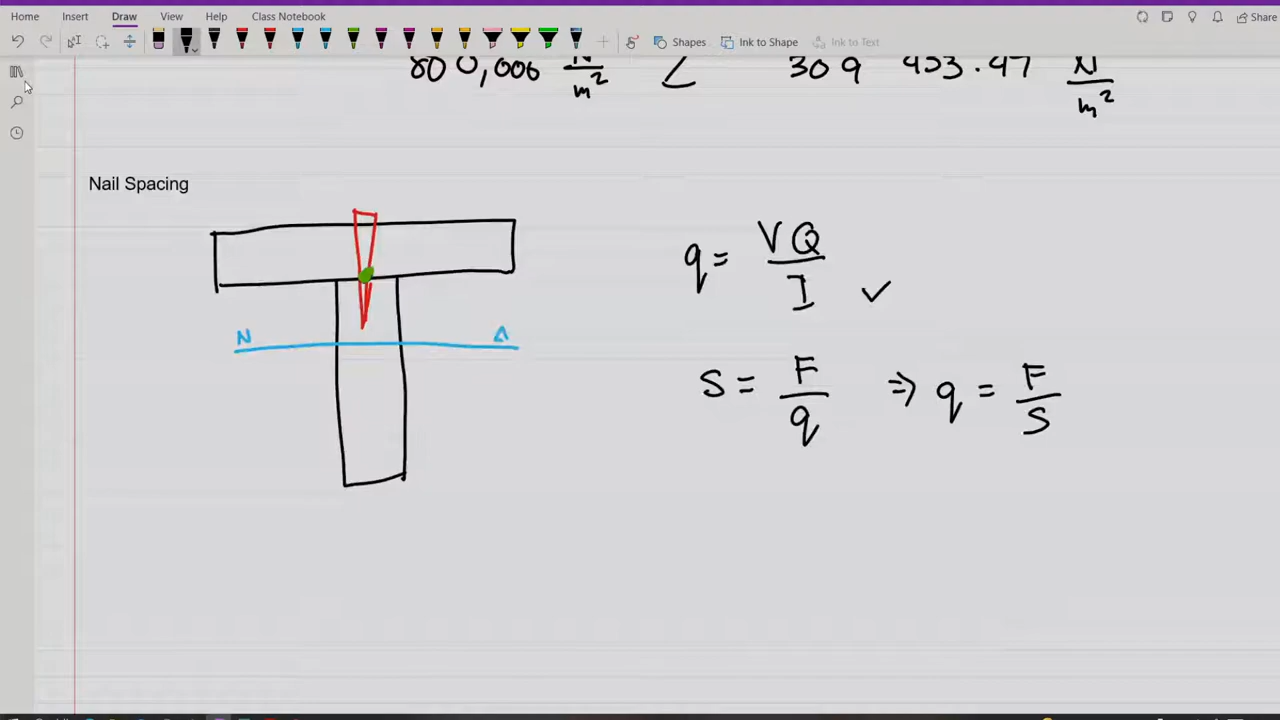 Home Insert Draw View Help Class Notebook Share
Shapes Ink to Shape Ink to Text
800,000 N/m² < 309 453.47 N/m²
Nail Spacing
q = VQ/I ✓
N A
S = F/q ⇒ q = F/S